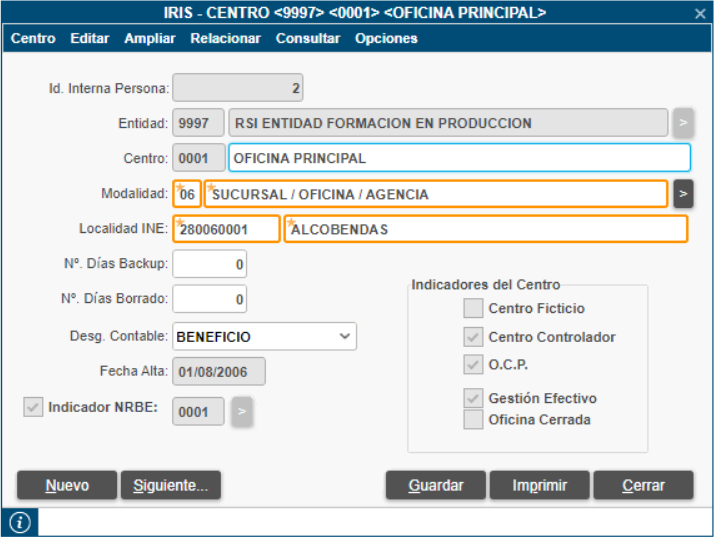 IRIS - CENTRO <9997> <0001> <OFICINA PRINCIPAL>
Centro Editar Ampliar Relacionar Consultar Opciones
Id. Interna Persona: 2
Entidad: 9997 RSI ENTIDAD FORMACION EN PRODUCCION >
Centro: 0001 OFICINA PRINCIPAL
Modalidad: 06 SUCURSAL / OFICINA / AGENCIA >
Localidad INE: 280060001 ALCOBENDAS
Nº. Días Backup: 0
Nº. Días Borrado: 0
Desg. Contable: BENEFICIO
Fecha Alta: 01/08/2006
Indicador NRBE: 0001 >
Indicadores del Centro
Centro Ficticio
Centro Controlador
O.C.P.
Gestión Efectivo
Oficina Cerrada
Nuevo Siguiente... Guardar Imprimir Cerrar